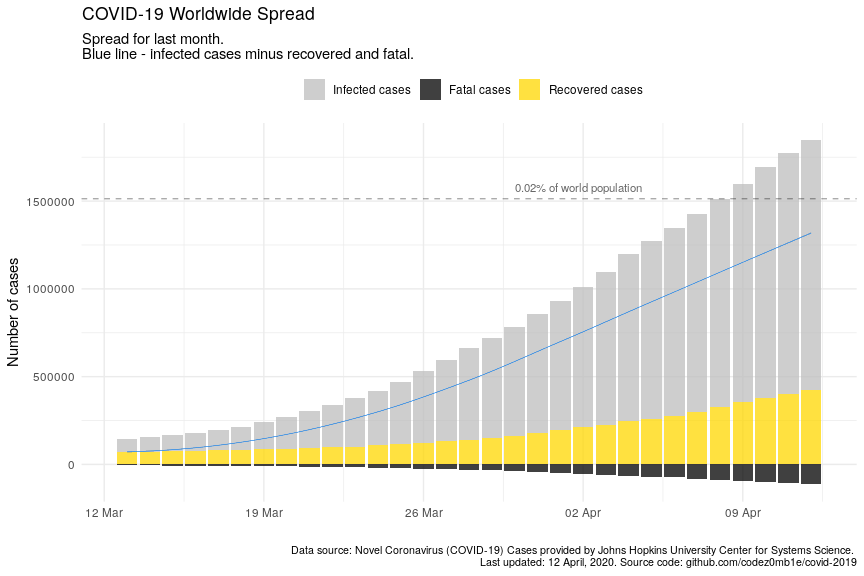 COVID-19 Worldwide Spread
Spread for last month.
Blue line - infected cases minus recovered and fatal.
Infected cases
Fatal cases
Recovered cases
0.02% of world population
Number of cases
1500000
1000000
500000
0
12 Mar
19 Mar
26 Mar
02 Apr
09 Apr
Data source: Novel Coronavirus (COVID-19) Cases provided by Johns Hopkins University Center for Systems Science.
Last updated: 12 April, 2020. Source code: github.com/codez0mb1e/covid-2019